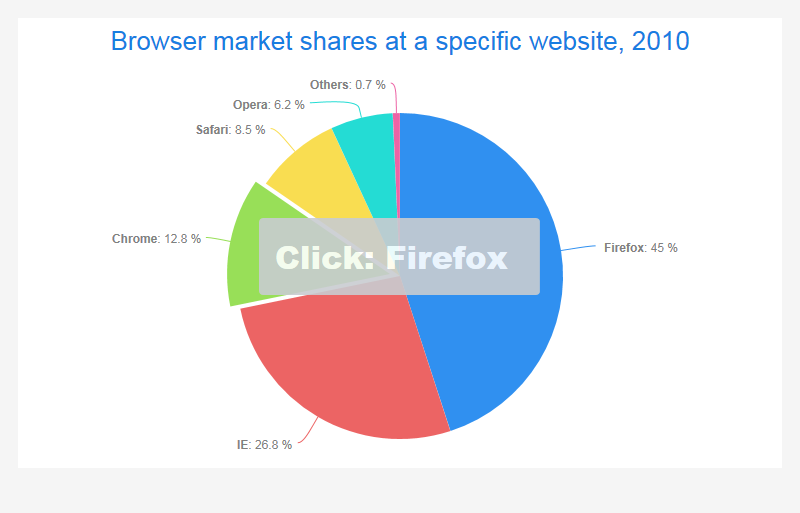 Browser market shares at a specific website, 2010
Others: 0.7 %
Opera: 6.2 %
Safari: 8.5 %
Chrome: 12.8 %
Firefox: 45 %
Click: Firefox
IE: 26.8 %